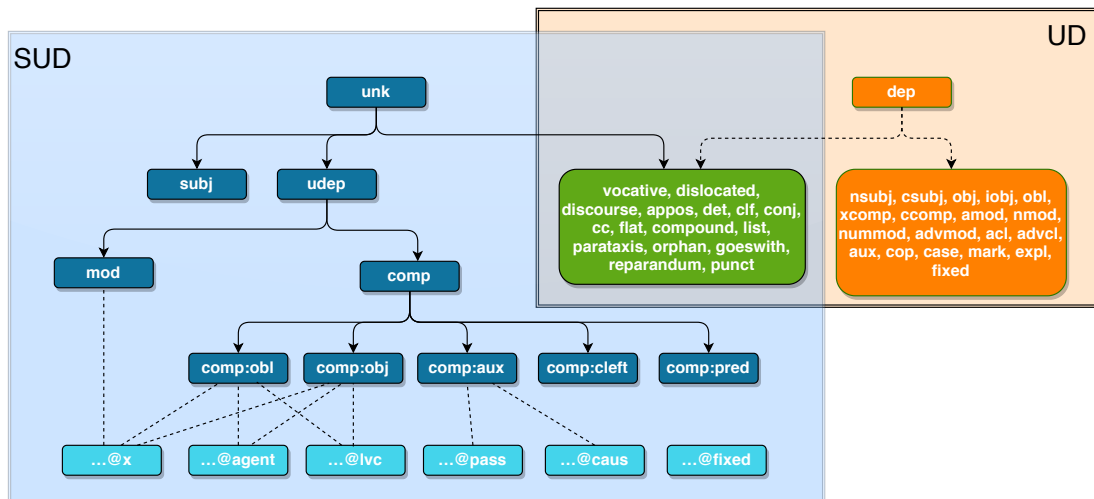 SUD
UD
unk
dep
subj
udep
vocative, dislocated,
discourse, appos, det, clf, conj,
cc, flat, compound, list,
parataxis, orphan, goeswith,
reparandum, punct
nsubj, csubj, obj, iobj, obl,
xcomp, ccomp, amod, nmod,
nummod, advmod, acl, advcl,
aux, cop, case, mark, expl,
fixed
mod
comp
comp:obl
comp:obj
comp:aux
comp:cleft
comp:pred
…@x
…@agent
…@lvc
…@pass
…@caus
…@fixed